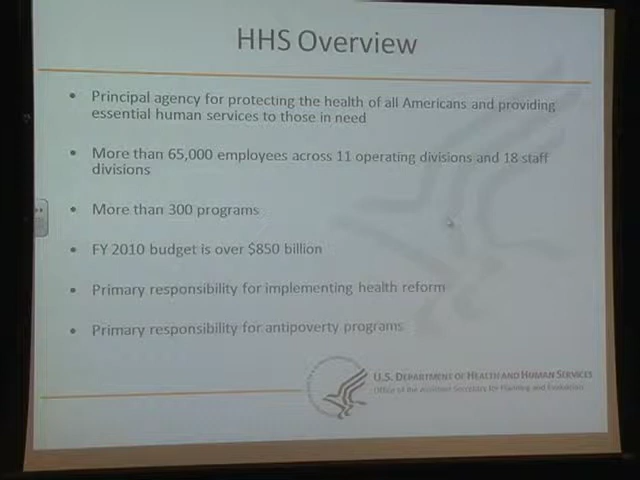 HHS Overview
• Principal agency for protecting the health of all Americans and providing
essential human services to those in need
• More than 65,000 employees across 11 operating divisions and 18 staff
divisions
• More than 300 programs
• FY 2010 budget is over $850 billion
• Primary responsibility for implementing health reform
• Primary responsibility for antipoverty programs
U.S. DEPARTMENT OF HEALTH AND HUMAN SERVICES
Office of the Assistant Secretary for Planning and Evaluation